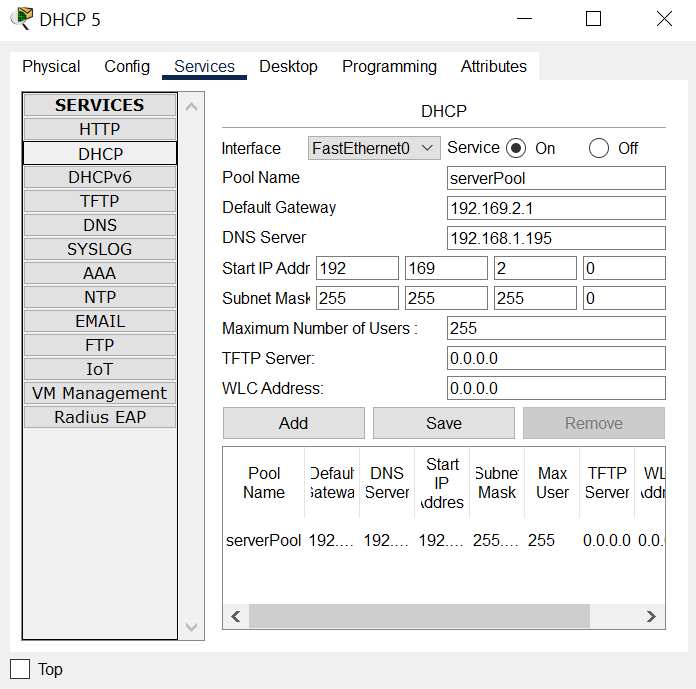 DHCP 5
Physical Config Services Desktop Programming Attributes
SERVICES
HTTP
DHCP
DHCPv6
TFTP
DNS
SYSLOG
AAA
NTP
EMAIL
FTP
IoT
VM Management
Radius EAP
DHCP
Interface FastEthernet0 Service On Off
Pool Name serverPool
Default Gateway 192.169.2.1
DNS Server 192.168.1.195
Start IP Addr 192 169 2 0
Subnet Mask 255 255 255 0
Maximum Number of Users : 255
TFTP Server: 0.0.0.0
WLC Address: 0.0.0.0
Add Save Remove
Pool Name Default Gatewa DNS Server Start IP Addres Subnet Mask Max User TFTP Server WL Addr
serverPool 192.... 192.... 192.... 255.... 255 0.0.0.0 0.0.
Top